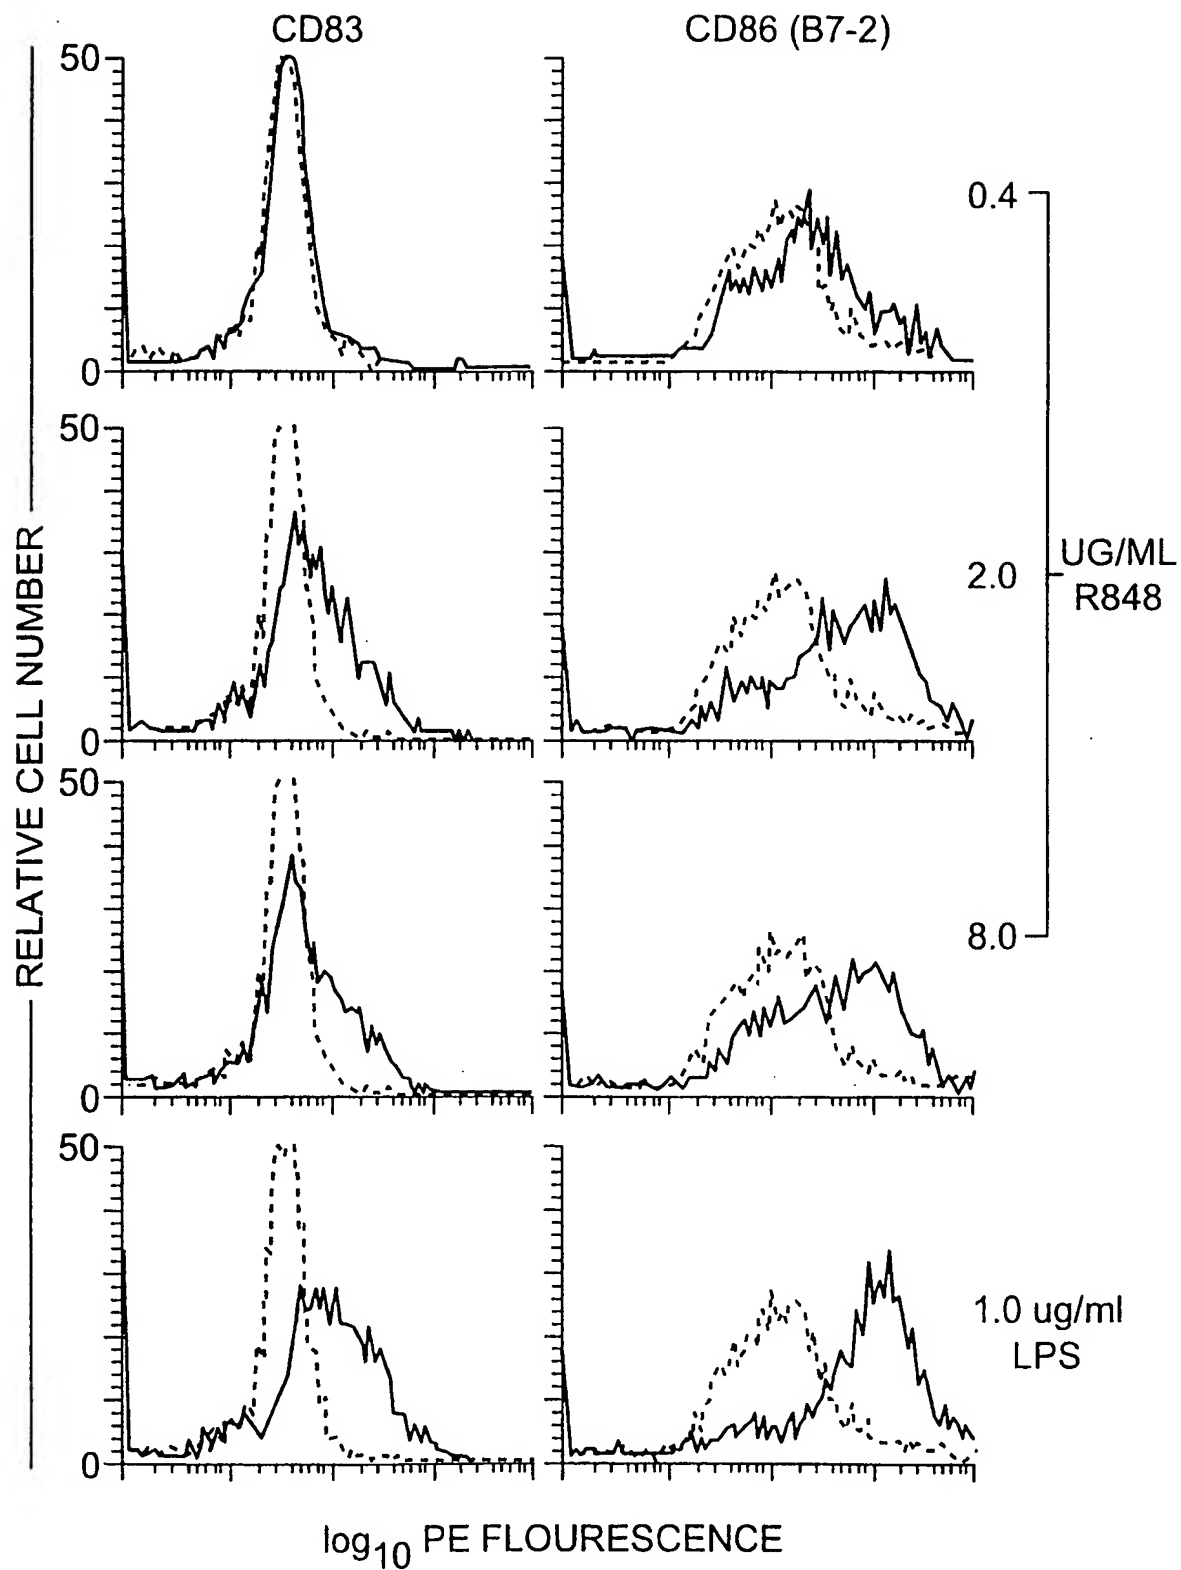 CD83
CD86 (B7-2)
50
0
0.4
50
0
2.0
UG/ML
R848
50
0
8.0
50
0
1.0 ug/ml
LPS
RELATIVE CELL NUMBER
log10 PE FLOURESCENCE